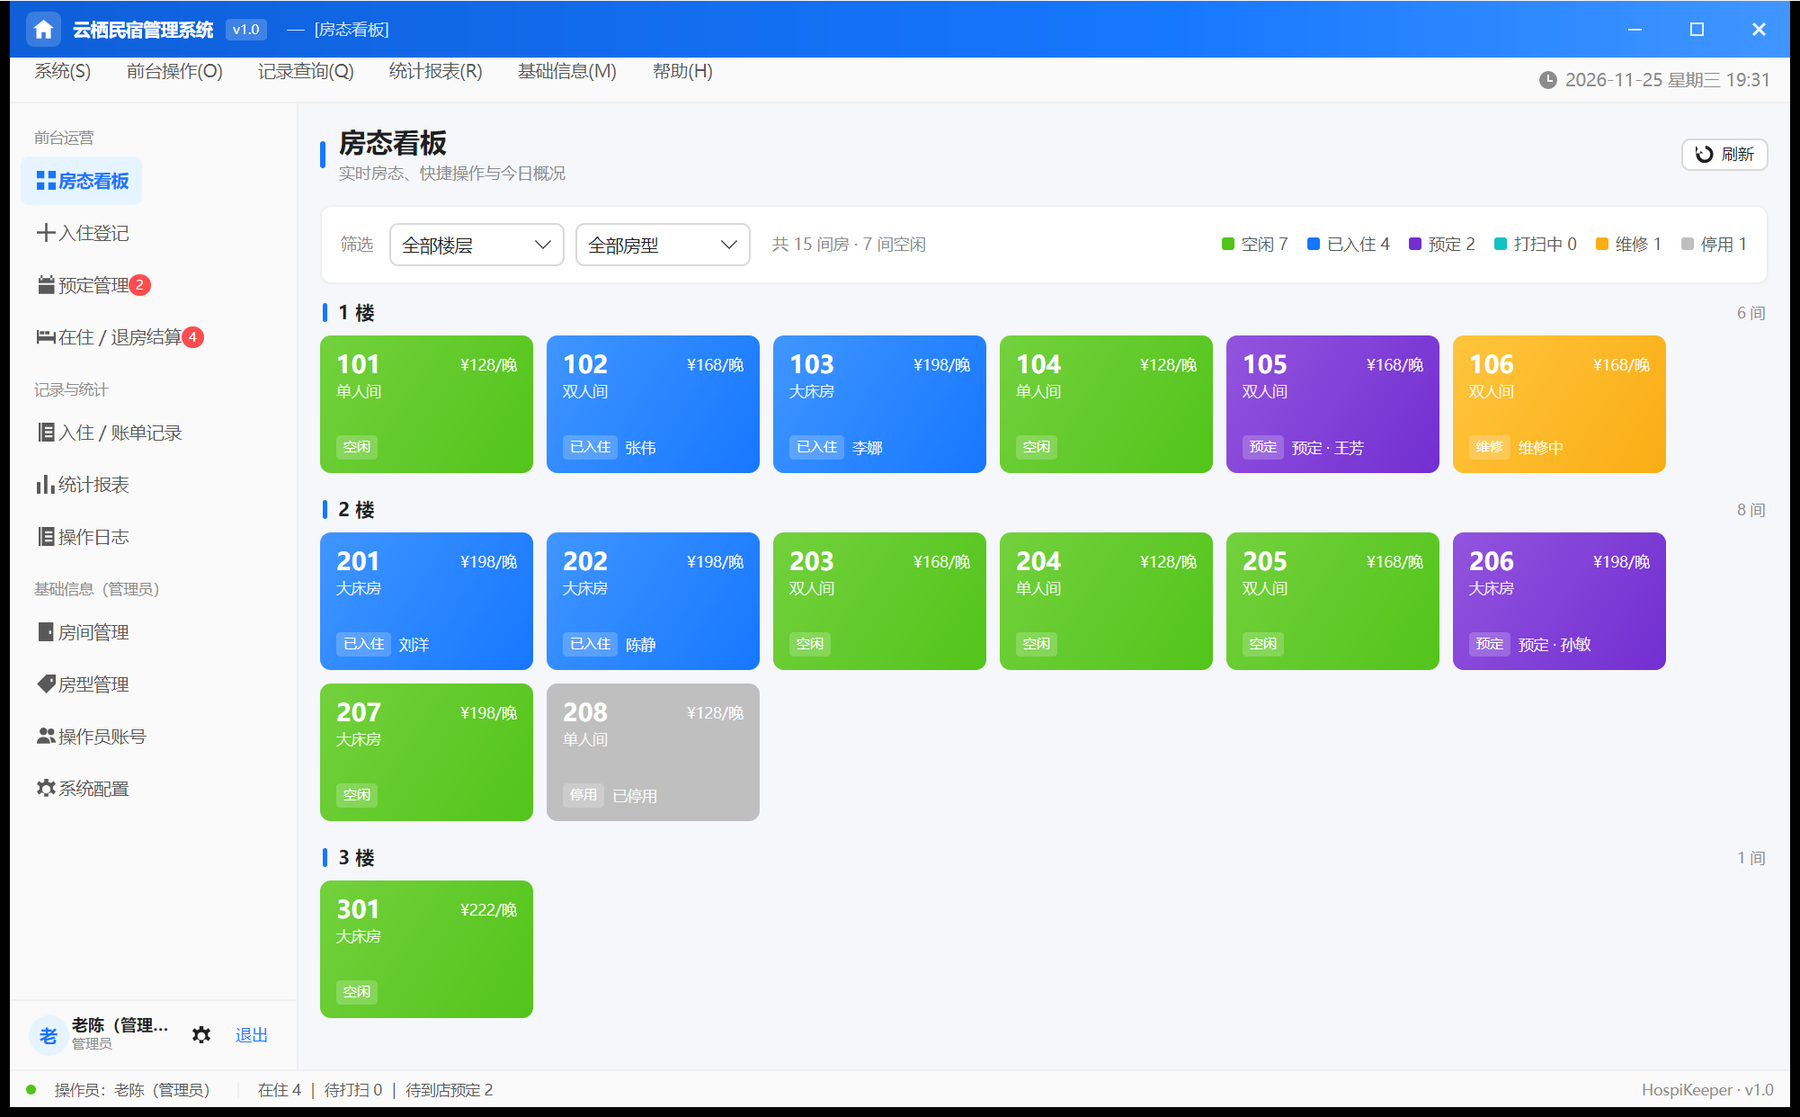 云栖民宿管理系统 v1.0 — [房态看板]
系统(S) 前台操作(O) 记录查询(Q) 统计报表(R) 基础信息(M) 帮助(H)
2026-11-25 星期三 19:31
前台运营
房态看板
入住登记
预定管理 2
在住 / 退房结算 4
记录与统计
入住 / 账单记录
统计报表
操作日志
基础信息（管理员）
房间管理
房型管理
操作员账号
系统配置
老 老陈（管理...
管理员
退出
房态看板
实时房态、快捷操作与今日概况
刷新
筛选 全部楼层 全部房型 共 15 间房 · 7 间空闲
空闲 7 已入住 4 预定 2 打扫中 0 维修 1 停用 1
1 楼 6 间
101 ¥128/晚
单人间
空闲
102 ¥168/晚
双人间
已入住 张伟
103 ¥198/晚
大床房
已入住 李娜
104 ¥128/晚
单人间
空闲
105 ¥168/晚
双人间
预定 预定 · 王芳
106 ¥168/晚
双人间
维修 维修中
2 楼 8 间
201 ¥198/晚
大床房
已入住 刘洋
202 ¥198/晚
大床房
已入住 陈静
203 ¥168/晚
双人间
空闲
204 ¥128/晚
单人间
空闲
205 ¥168/晚
双人间
空闲
206 ¥198/晚
大床房
预定 预定 · 孙敏
207 ¥198/晚
大床房
空闲
208 ¥128/晚
单人间
停用 已停用
3 楼 1 间
301 ¥222/晚
大床房
空闲
操作员：老陈（管理员） 在住 4 | 待打扫 0 | 待到店预定 2
HospiKeeper · v1.0